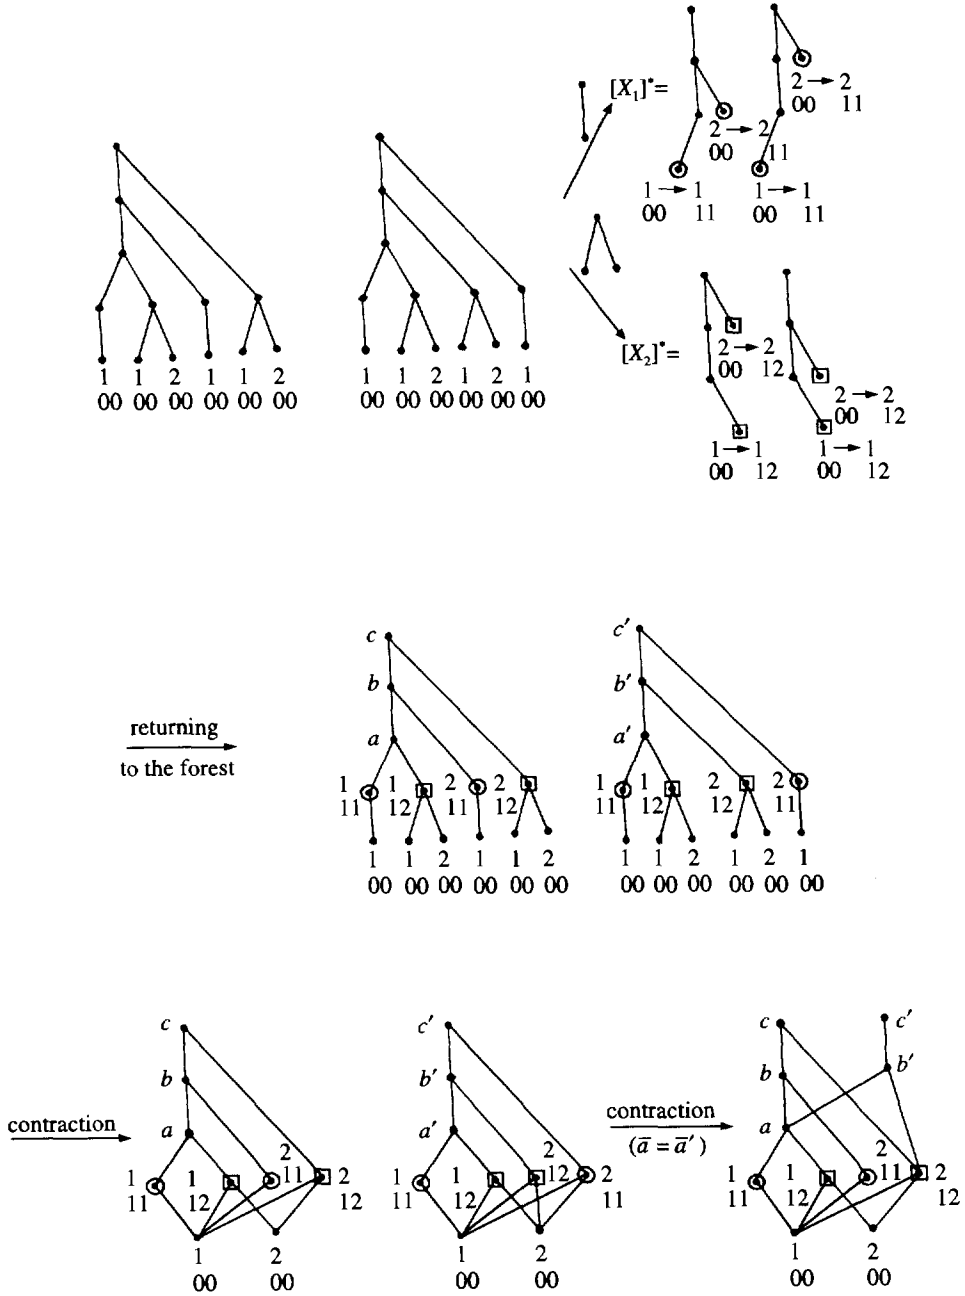 [X₁]*=
2 → 2
00 11
2 → 2
00 11
1 → 1 1 → 1
00 11 00 11
1 1 2 1 1 2
00 00 00 00 00 00
1 1 2 1 2 1
00 00 00 00 00 00
[X₂]*=
2 → 2
00 12
2 → 2
00 12
1 → 1 1 → 1
00 12 00 12
returning
to the forest
c
b
a
1 1 2 2
11 12 11 12
1 1 2 1 1 2
00 00 00 00 00 00
c′
b′
a′
1 1 2 2
11 12 12 11
1 1 2 1 2 1
00 00 00 00 00 00
contraction
c
b
a
1 1 2 2
11 12 11 12
1 2
00 00
c′
b′
a′
1 1 2 2
11 12 12 11
1 2
00 00
contraction
(a̅ = a̅′)
c c′
b b′
a
1 1 2 2
11 12 11 12
1 2
00 00